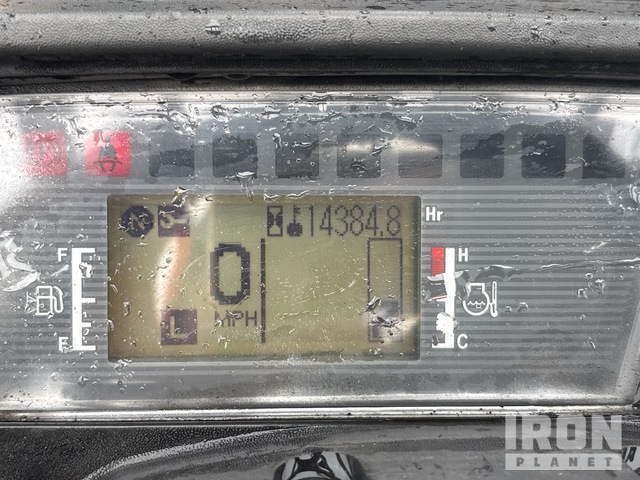 N 14384.8 Hr
F H
0
L MPH
E C
IRON
PLANET